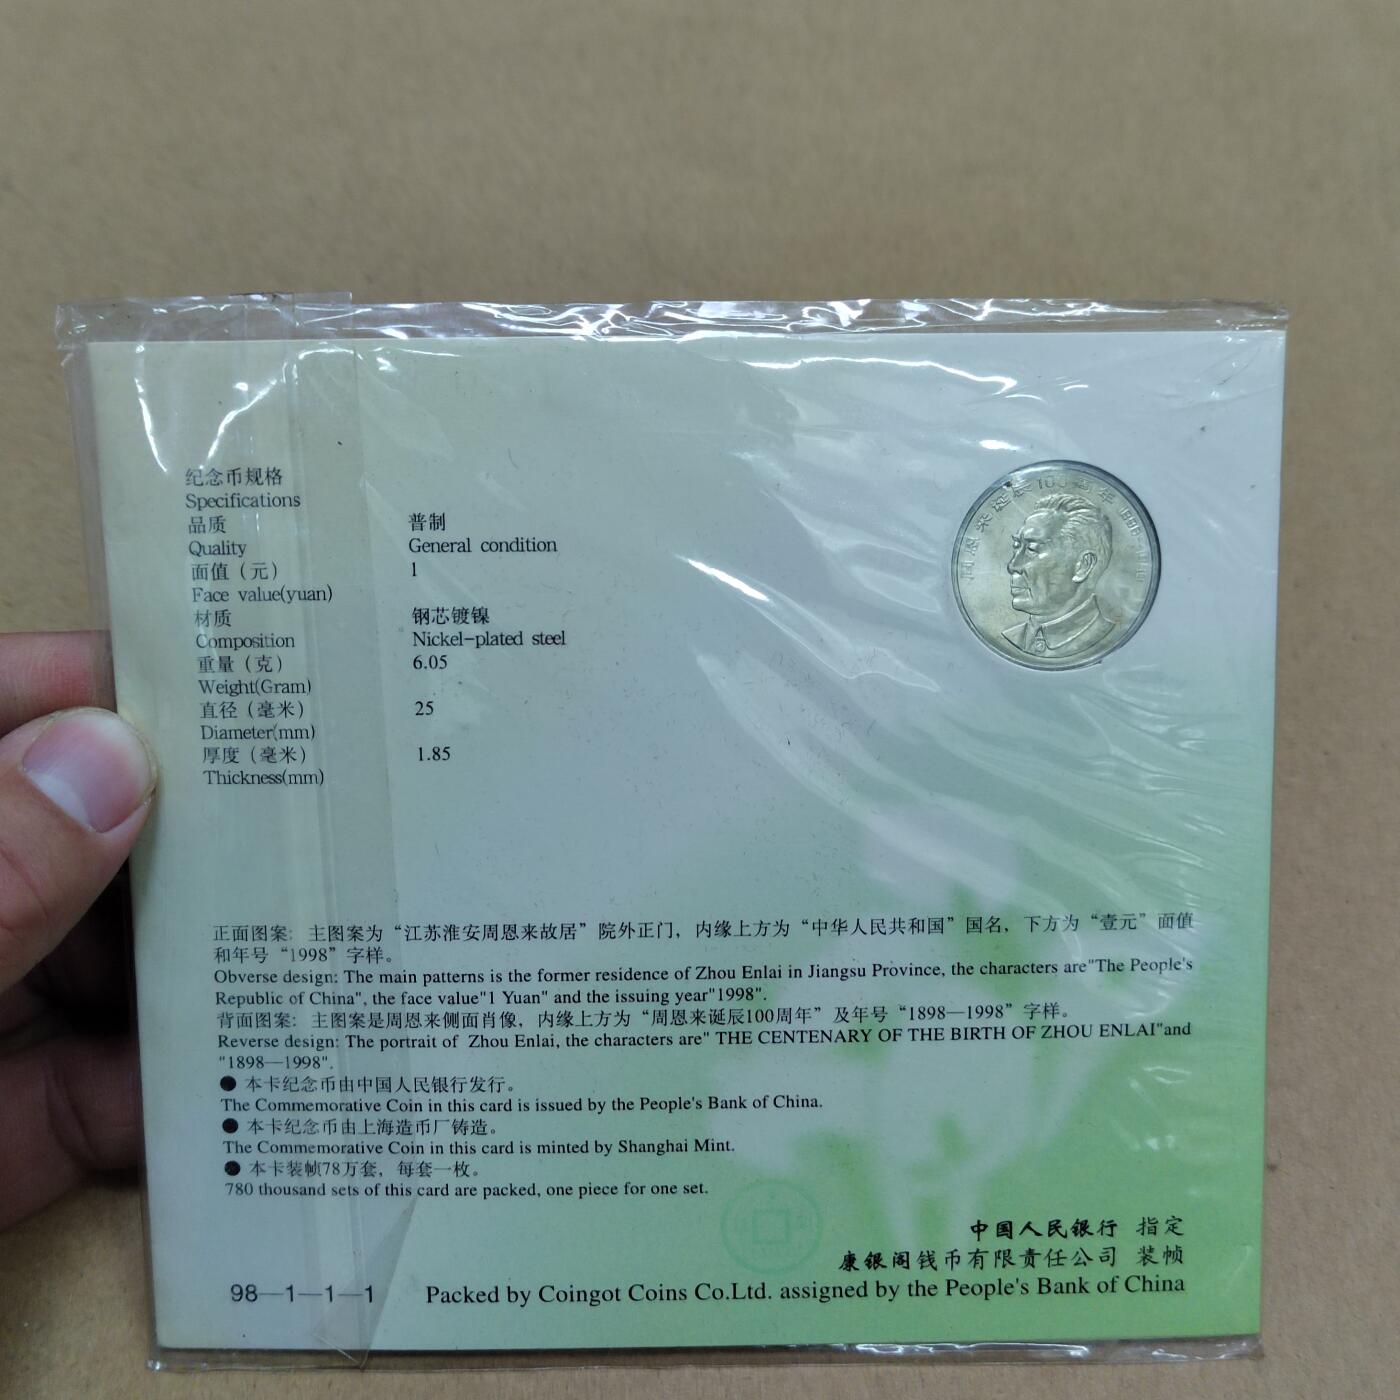 纪念币规格
Specifications
品质 普制
Quality General condition
面值（元） 1
Face value(yuan)
材质 钢芯镀镍
Composition Nickel-plated steel
重量（克） 6.05
Weight(Gram)
直径（毫米） 25
Diameter(mm)
厚度（毫米） 1.85
Thickness(mm)
周恩来诞辰100周年 1898—1998
正面图案：主图案为“江苏淮安周恩来故居”院外正门，内缘上方为“中华人民共和国”国名，下方为“壹元”面值
和年号“1998”字样。
Obverse design: The main patterns is the former residence of Zhou Enlai in Jiangsu Province, the characters are"The People's
Republic of China", the face value"1 Yuan" and the issuing year"1998".
背面图案：主图案是周恩来侧面肖像，内缘上方为“周恩来诞辰100周年”及年号“1898—1998”字样。
Reverse design: The portrait of Zhou Enlai, the characters are" THE CENTENARY OF THE BIRTH OF ZHOU ENLAI"and
"1898—1998".
● 本卡纪念币由中国人民银行发行。
The Commemorative Coin in this card is issued by the People's Bank of China.
● 本卡纪念币由上海造币厂铸造。
The Commemorative Coin in this card is minted by Shanghai Mint.
● 本卡装帧78万套，每套一枚。
780 thousand sets of this card are packed, one piece for one set.
中国人民银行 指定
康银阁钱币有限责任公司 装帧
98—1—1—1 Packed by Coingot Coins Co.Ltd. assigned by the People's Bank of China